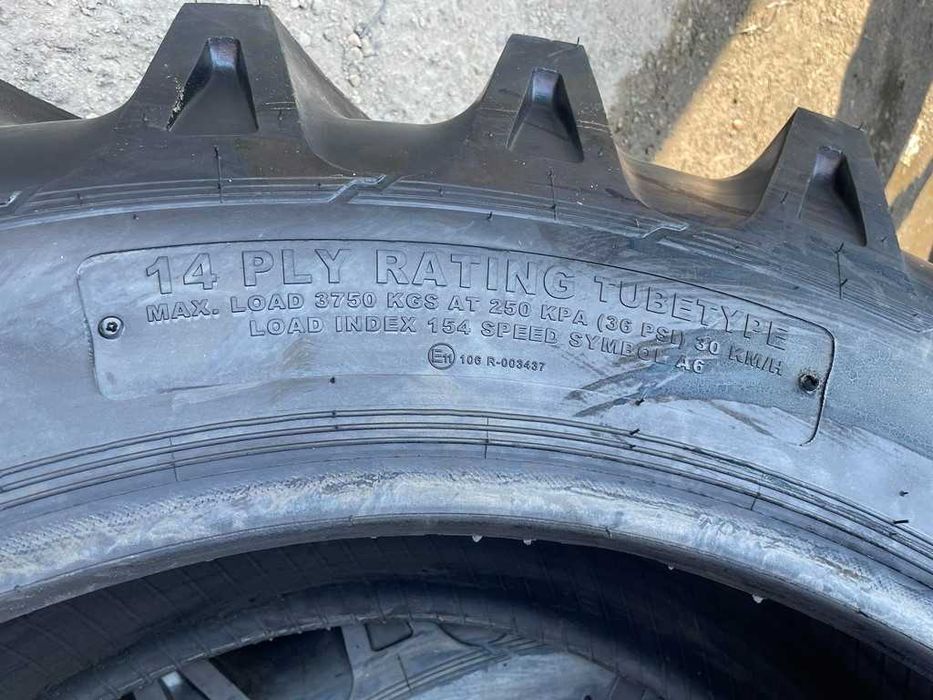 14 PLY RATING TUBETYPE
MAX. LOAD 3750 KGS AT 250 KPA (36 PSI) 30 KM/H
LOAD INDEX 154 SPEED SYMBOL A6
E11 106 R-003437